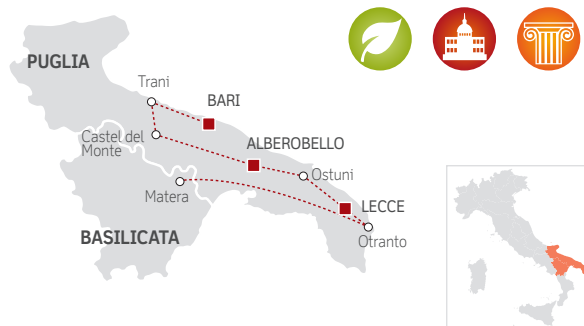 PUGLIA
Trani
BARI
Castel del
Monte
ALBEROBELLO
Ostuni
Matera
LECCE
BASILICATA
Otranto